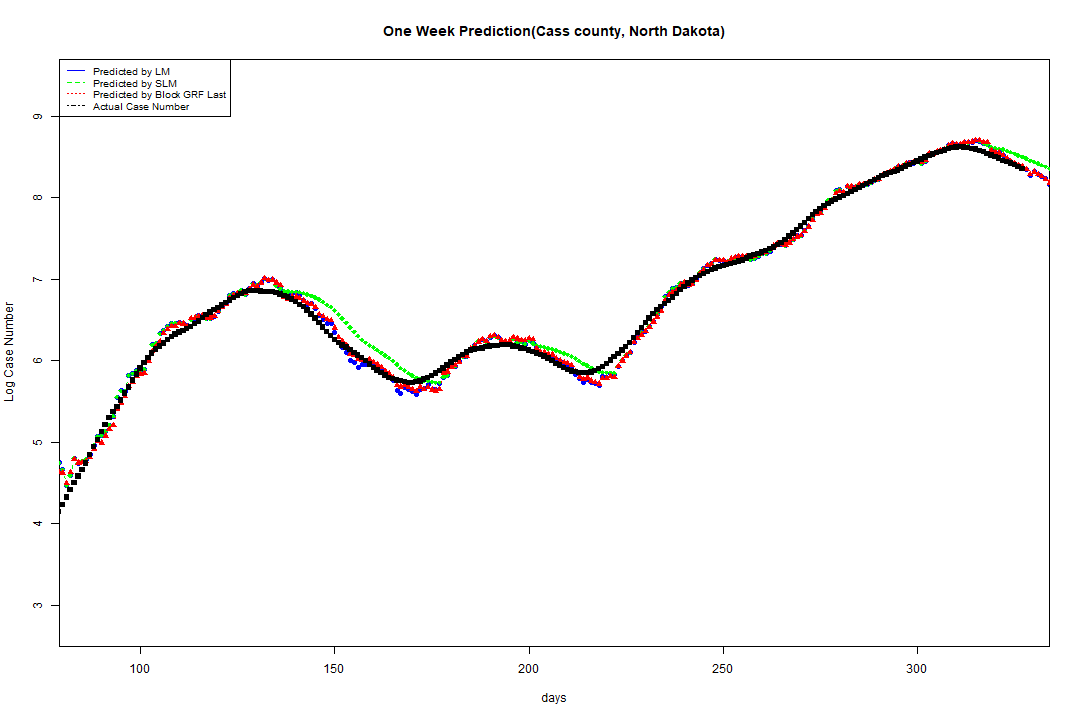 One Week Prediction(Cass county, North Dakota)
Predicted by LM
Predicted by SLM
Predicted by Block GRF Last
Actual Case Number
9
8
7
6
5
4
3
Log Case Number
100 150 200 250 300
days